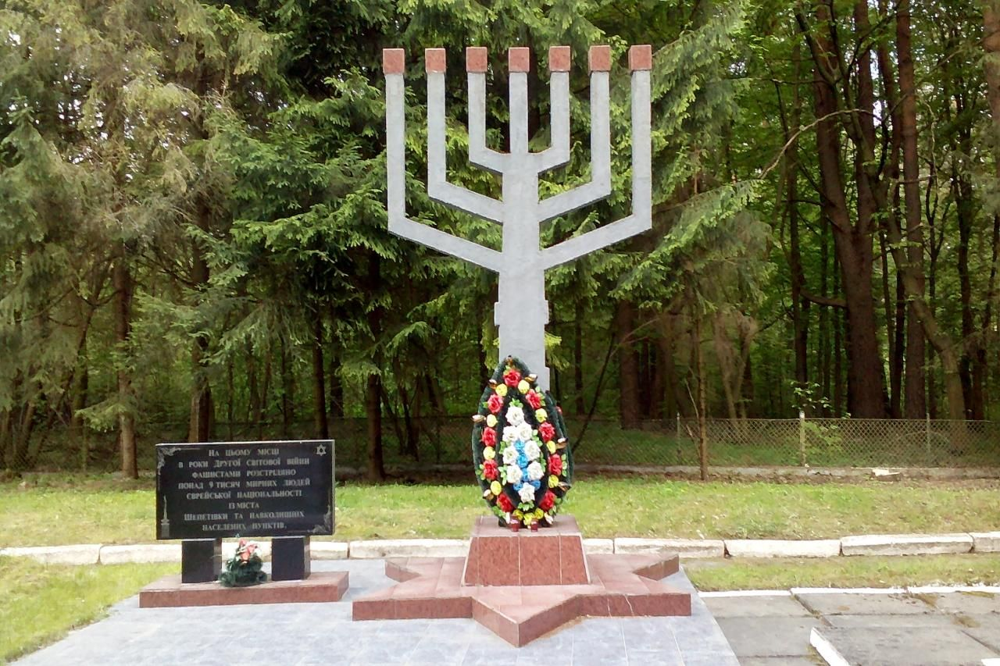 НА ЦЬОМУ МІСЦІ
В РОКИ ДРУГОЇ СВІТОВОЇ ВІЙНИ
ФАШИСТАМИ РОЗСТРІЛЯНО
ПОНАД 9 ТИСЯЧ МИРНИХ ЛЮДЕЙ
ЄВРЕЙСЬКОЇ НАЦІОНАЛЬНОСТІ
ІЗ МІСТА
ШЕПЕТІВКИ ТА НАВКОЛИШНІХ
НАСЕЛЕНИХ ПУНКТІВ.